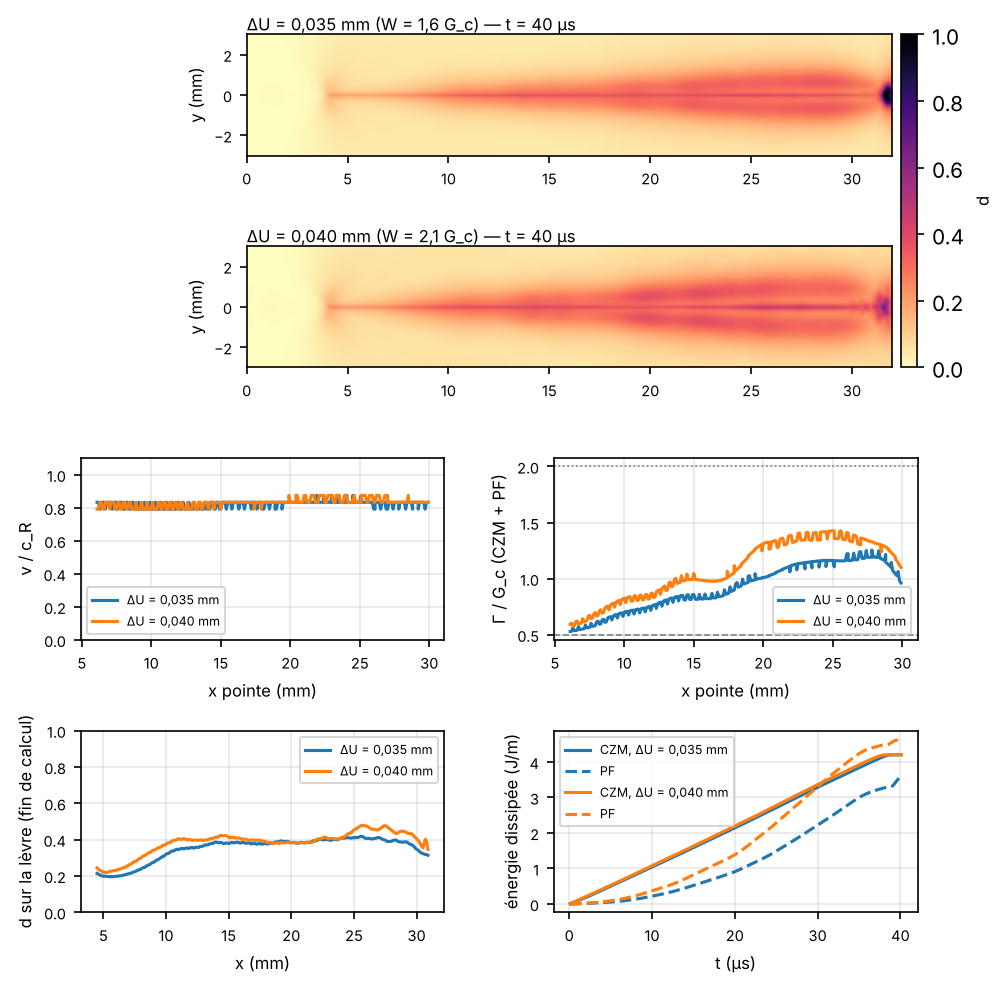 ΔU = 0,035 mm (W = 1,6 G_c) — t = 40 µs
2
0
−2
y (mm)
0 5 10 15 20 25 30
ΔU = 0,040 mm (W = 2,1 G_c) — t = 40 µs
2
0
−2
y (mm)
0 5 10 15 20 25 30
1.0
0.8
0.6
0.4
0.2
0.0
d
1.0
0.8
0.6
0.4
0.2
0.0
v / c_R
ΔU = 0,035 mm
ΔU = 0,040 mm
5 10 15 20 25 30
x pointe (mm)
2.0
1.5
1.0
0.5
Γ / G_c (CZM + PF)
ΔU = 0,035 mm
ΔU = 0,040 mm
5 10 15 20 25 30
x pointe (mm)
1.0
0.8
0.6
0.4
0.2
0.0
d sur la lèvre (fin de calcul)
ΔU = 0,035 mm
ΔU = 0,040 mm
5 10 15 20 25 30
x (mm)
4
3
2
1
0
énergie dissipée (J/m)
CZM, ΔU = 0,035 mm
PF
CZM, ΔU = 0,040 mm
PF
0 10 20 30 40
t (µs)